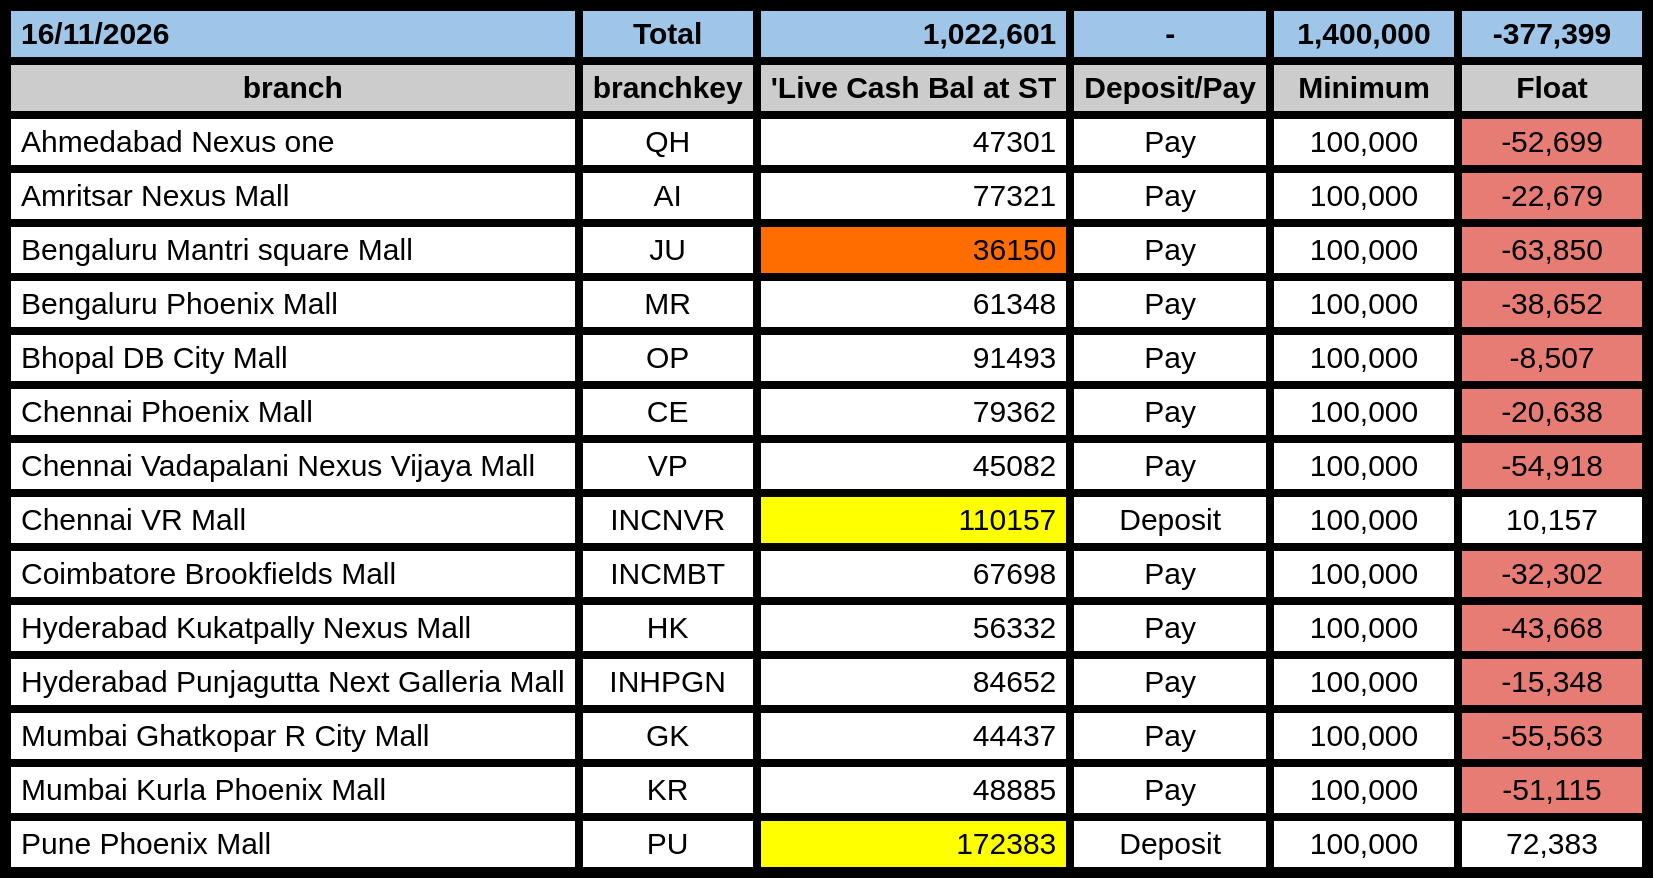 16/11/2026 Total 1,022,601 - 1,400,000 -377,399
branch branchkey 'Live Cash Bal at ST Deposit/Pay Minimum Float
Ahmedabad Nexus one QH 47301 Pay 100,000 -52,699
Amritsar Nexus Mall AI 77321 Pay 100,000 -22,679
Bengaluru Mantri square Mall JU 36150 Pay 100,000 -63,850
Bengaluru Phoenix Mall MR 61348 Pay 100,000 -38,652
Bhopal DB City Mall OP 91493 Pay 100,000 -8,507
Chennai Phoenix Mall CE 79362 Pay 100,000 -20,638
Chennai Vadapalani Nexus Vijaya Mall VP 45082 Pay 100,000 -54,918
Chennai VR Mall INCNVR 110157 Deposit 100,000 10,157
Coimbatore Brookfields Mall INCMBT 67698 Pay 100,000 -32,302
Hyderabad Kukatpally Nexus Mall HK 56332 Pay 100,000 -43,668
Hyderabad Punjagutta Next Galleria Mall INHPGN 84652 Pay 100,000 -15,348
Mumbai Ghatkopar R City Mall GK 44437 Pay 100,000 -55,563
Mumbai Kurla Phoenix Mall KR 48885 Pay 100,000 -51,115
Pune Phoenix Mall PU 172383 Deposit 100,000 72,383